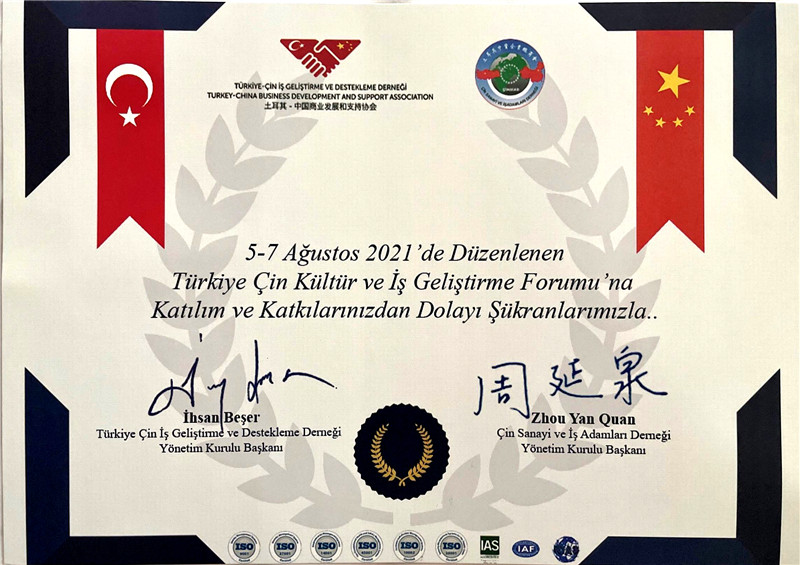 TÜRKİYE-ÇİN İŞ GELİŞTİRME VE DESTEKLEME DERNEĞİ
TURKEY-CHINA BUSINESS DEVELOPMENT AND SUPPORT ASSOCIATION
土耳其 - 中国商业发展和支持协会
5-7 Ağustos 2021’de Düzenlenen
Türkiye Çin Kültür ve İş Geliştirme Forumu’na
Katılım ve Katkılarınızdan Dolayı Şükranlarımızla..
周延泉
İhsan Beşer
Türkiye Çin İş Geliştirme ve Destekleme Derneği
Yönetim Kurulu Başkanı
Zhou Yan Quan
Çin Sanayi ve İş Adamları Derneği
Yönetim Kurulu Başkanı
ISO ISO ISO ISO ISO ISO IAS IAF